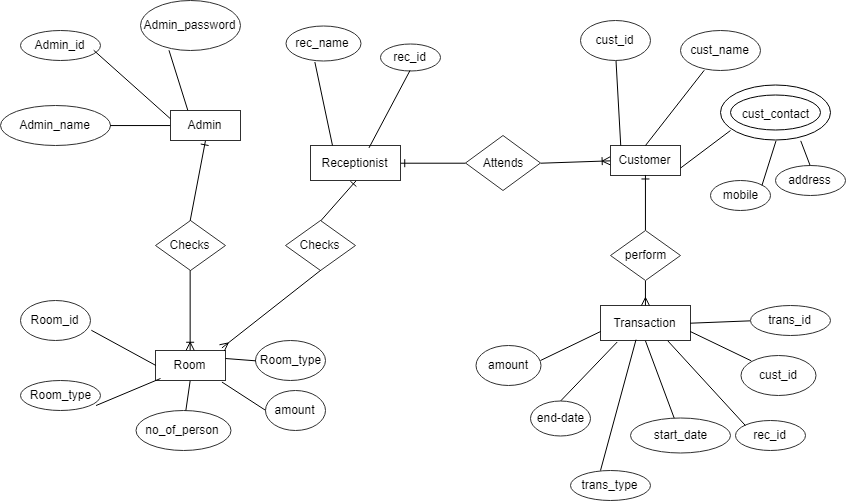 Admin_password
Admin_id
rec_name
cust_id
cust_name
rec_id
cust_contact
Admin_name
Admin
Receptionist
Attends
Customer
address
mobile
Checks
Checks
perform
Room_id
trans_id
Transaction
Room
Room_type
amount
cust_id
Room_type
amount
end-date
no_of_person
start_date
rec_id
trans_type